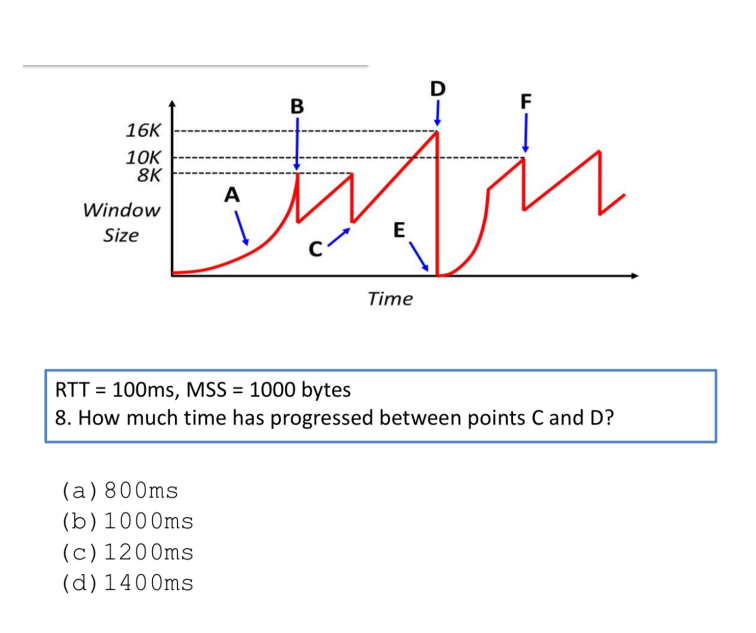 D
B
F
16K
10K
8K
A
Window
Size
E
C
Time
RTT = 100ms, MSS = 1000 bytes
8. How much time has progressed between points C and D?
(a) 800ms
(b) 1000ms
(c) 1200ms
(d) 1400ms